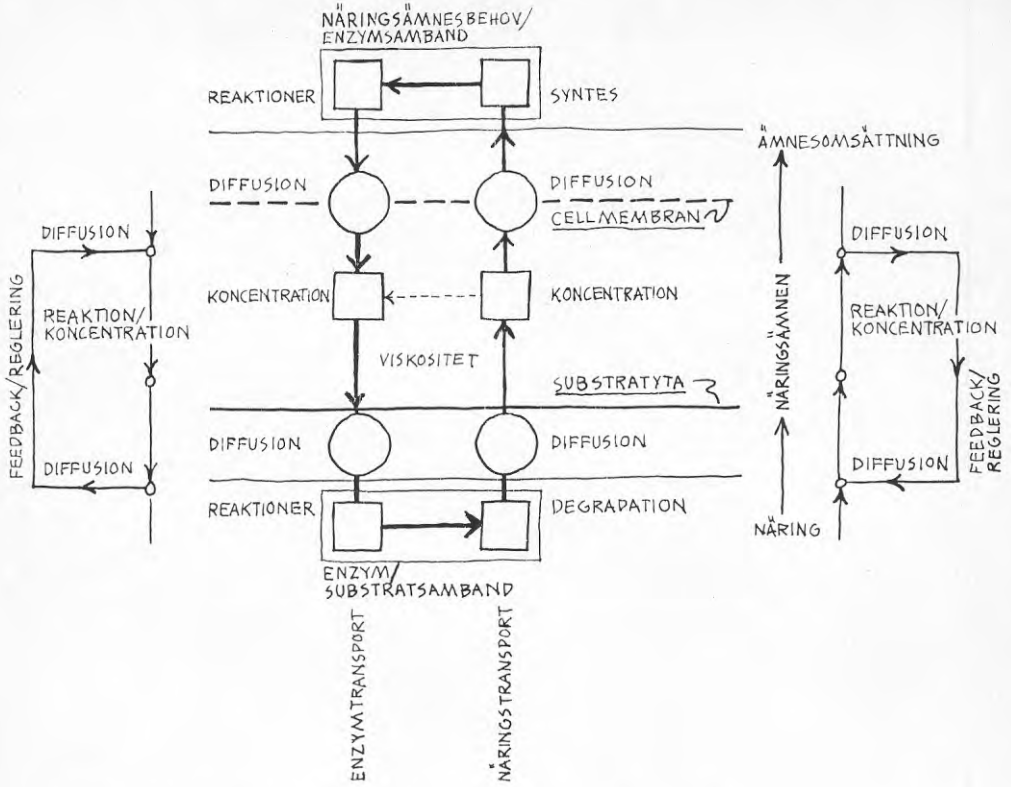 NÄRINGSÄMNESBEHOV/
ENZYMSAMBAND
REAKTIONER
SYNTES
ÄMNESOMSÄTTNING
DIFFUSION
DIFFUSION
CELLMEMBRAN
DIFFUSION
DIFFUSION
KONCENTRATION
KONCENTRATION
REAKTION/
KONCENTRATION
REAKTION/
KONCENTRATION
FEEDBACK/REGLERING
NÄRINGSÄMNEN
FEEDBACK/
REGLERING
VISKOSITET
SUBSTRATYTA
DIFFUSION
DIFFUSION
DIFFUSION
DIFFUSION
REAKTIONER
DEGRADATION
NÄRING
ENZYM/
SUBSTRATSAMBAND
ENZYMTRANSPORT
NÄRINGSTRANSPORT